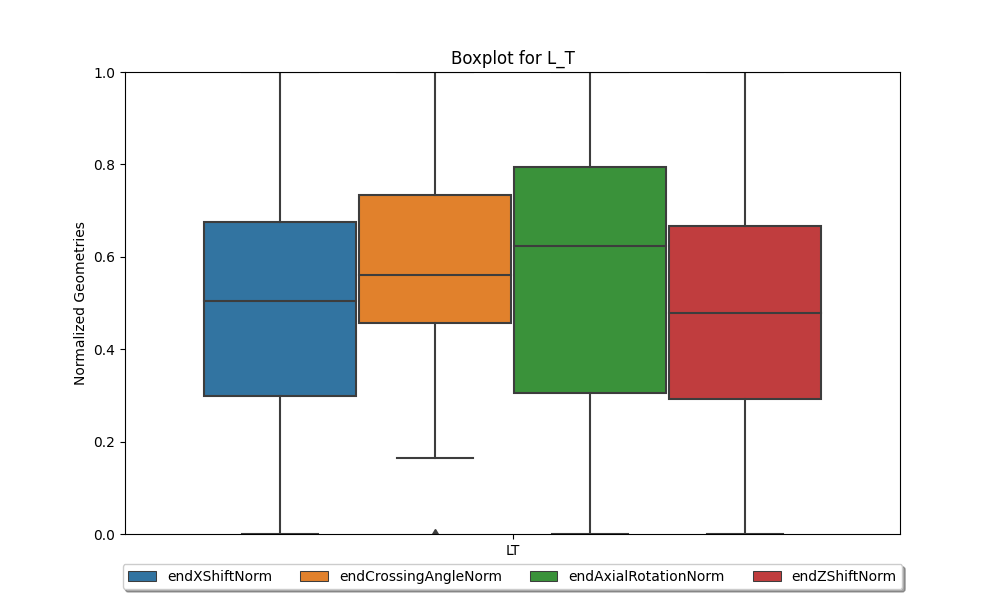 Boxplot for L_T
1.0
0.8
0.6
0.4
0.2
0.0
Normalized Geometries
LT
endXShiftNorm endCrossingAngleNorm endAxialRotationNorm endZShiftNorm